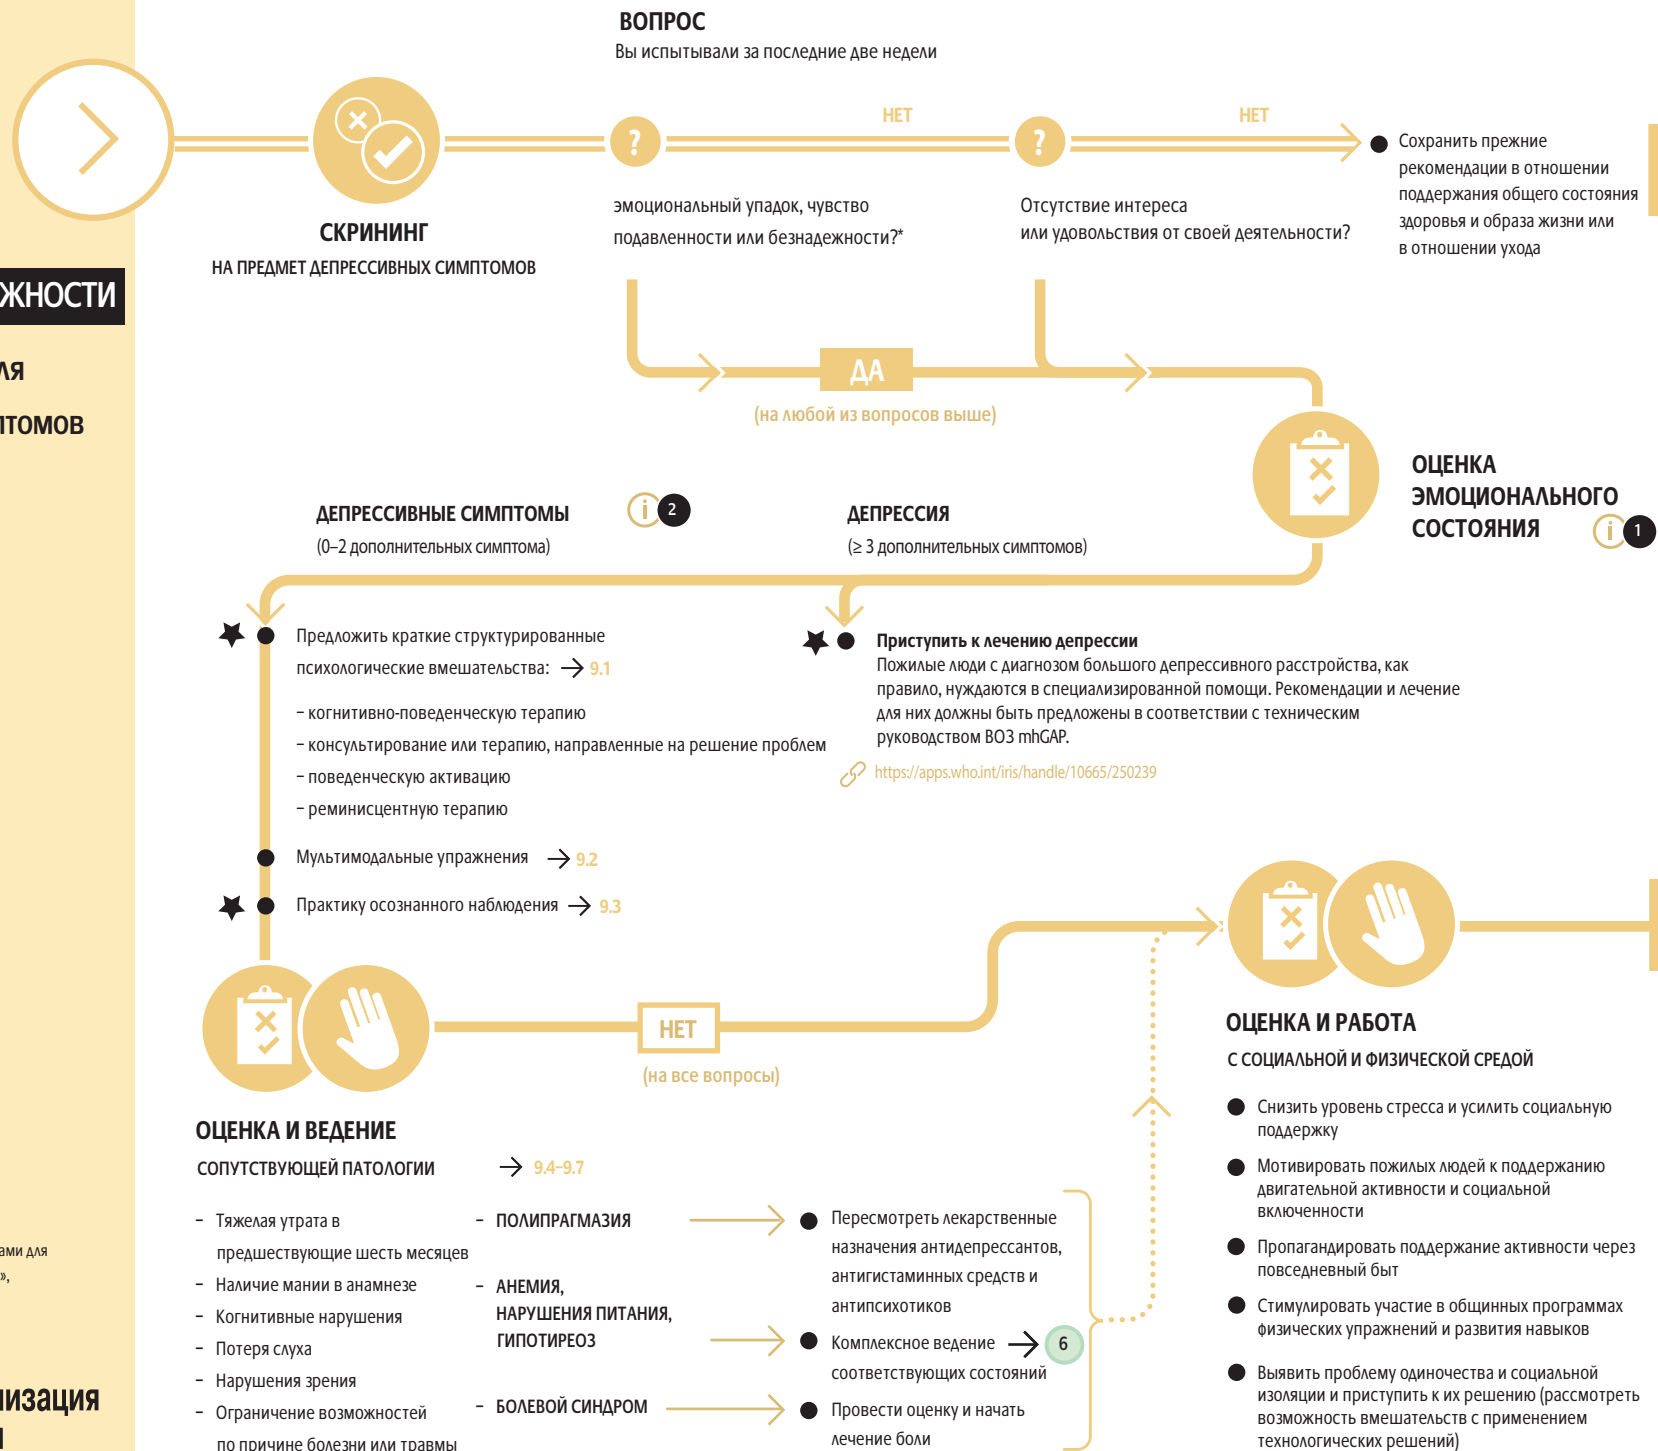 ВОПРОС
Вы испытывали за последние две недели
НЕТ
НЕТ
?
?
СКРИНИНГ
НА ПРЕДМЕТ ДЕПРЕССИВНЫХ СИМПТОМОВ
эмоциональный упадок, чувство
подавленности или безнадежности?*
Отсутствие интереса
или удовольствия от своей деятельности?
Сохранить прежние
рекомендации в отношении
поддержания общего состояния
здоровья и образа жизни или
в отношении ухода
ЖНОСТИ
ЛЯ
ПТОМОВ
ДА
(на любой из вопросов выше)
ОЦЕНКА
ЭМОЦИОНАЛЬНОГО
СОСТОЯНИЯ i 1
ДЕПРЕССИВНЫЕ СИМПТОМЫ i 2
(0–2 дополнительных симптома)
ДЕПРЕССИЯ
(≥ 3 дополнительных симптомов)
Предложить краткие структурированные
психологические вмешательства: → 9.1
– когнитивно-поведенческую терапию
– консультирование или терапию, направленные на решение проблем
– поведенческую активацию
– реминисцентную терапию
Мультимодальные упражнения → 9.2
Практику осознанного наблюдения → 9.3
Приступить к лечению депрессии
Пожилые люди с диагнозом большого депрессивного расстройства, как
правило, нуждаются в специализированной помощи. Рекомендации и лечение
для них должны быть предложены в соответствии с техническим
руководством ВОЗ mhGAP.
https://apps.who.int/iris/handle/10665/250239
НЕТ
(на все вопросы)
ОЦЕНКА И ВЕДЕНИЕ
СОПУТСТВУЮЩЕЙ ПАТОЛОГИИ → 9.4–9.7
– Тяжелая утрата в
предшествующие шесть месяцев
– Наличие мании в анамнезе
– Когнитивные нарушения
– Потеря слуха
– Нарушения зрения
– Ограничение возможностей
по причине болезни или травмы
– ПОЛИПРАГМАЗИЯ
– АНЕМИЯ,
НАРУШЕНИЯ ПИТАНИЯ,
ГИПОТИРЕОЗ
– БОЛЕВОЙ СИНДРОМ
Пересмотреть лекарственные
назначения антидепрессантов,
антигистаминных средств и
антипсихотиков
Комплексное ведение → 6
соответствующих состояний
Провести оценку и начать
лечение боли
ОЦЕНКА И РАБОТА
С СОЦИАЛЬНОЙ И ФИЗИЧЕСКОЙ СРЕДОЙ
Снизить уровень стресса и усилить социальную
поддержку
Мотивировать пожилых людей к поддержанию
двигательной активности и социальной
включенности
Пропагандировать поддержание активности через
повседневный быт
Стимулировать участие в общинных программах
физических упражнений и развития навыков
Выявить проблему одиночества и социальной
изоляции и приступить к их решению (рассмотреть
возможность вмешательств с применением
технологических решений)
ами для
»,
низация